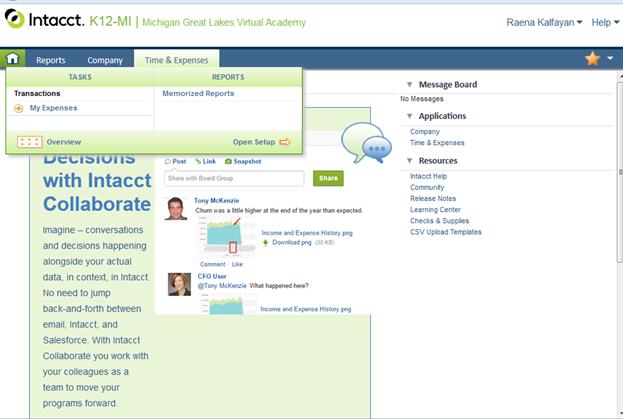 Intacct. K12-MI | Michigan Great Lakes Virtual Academy
Raena Kalfayan Help
Reports Company Time & Expenses
TASKS REPORTS
Transactions Memorized Reports
My Expenses
Overview Open Setup
Decisions
with Intacct
Collaborate
Imagine – conversations
and decisions happening
alongside your actual
data, in context, in Intacct.
No need to jump
back-and-forth between
email, Intacct, and
Salesforce. With Intacct
Collaborate you work with
your colleagues as a
team to move your
programs forward.
Post Link Snapshot
Share with Board Group Share
Tony McKenzie
Churn was a little higher at the end of the year than expected.
Income and Expense History.png
Download.png (30 KB)
Comment · Like
CFO User
@Tony McKenzie What happened here?
Income and Expense History.png
Message Board
No Messages
Applications
Company
Time & Expenses
Resources
Intacct Help
Community
Release Notes
Learning Center
Checks & Supplies
CSV Upload Templates